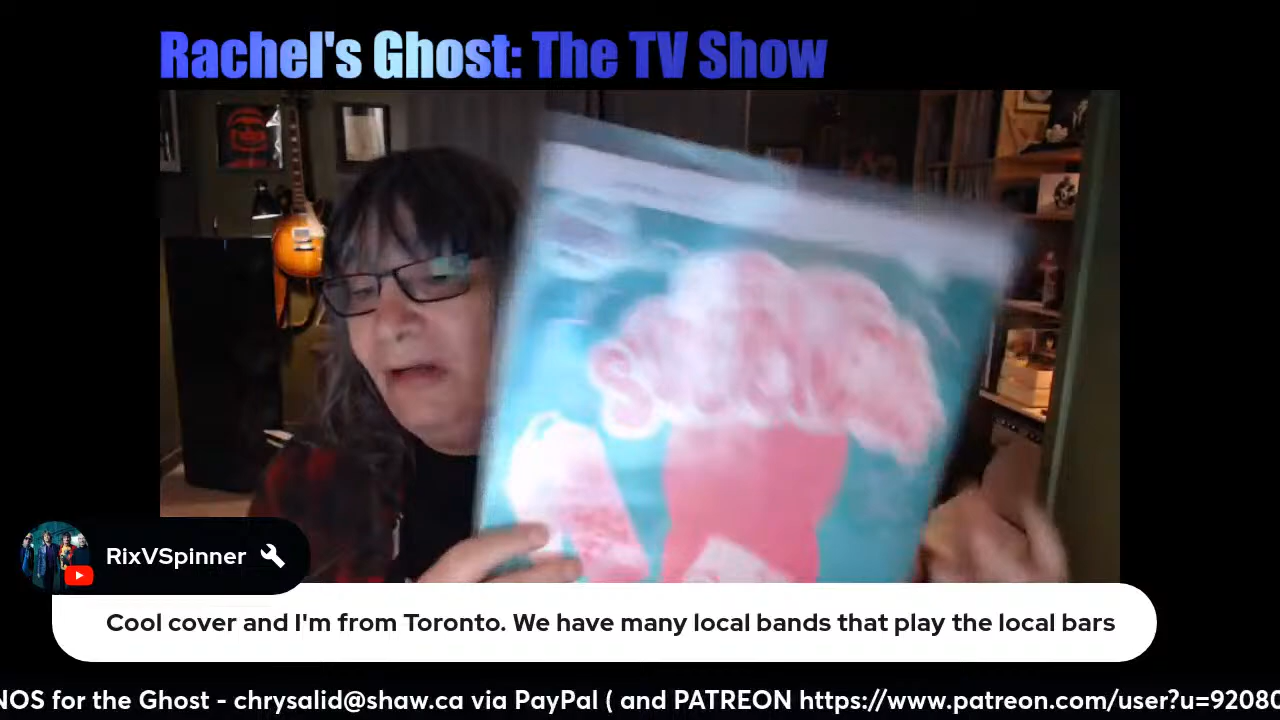 Rachel's Ghost: The TV Show
RixVSpinner
Cool cover and I'm from Toronto. We have many local bands that play the local bars
NOS for the Ghost - chrysalid@shaw.ca via PayPal ( and PATREON https://www.patreon.com/user?u=92080